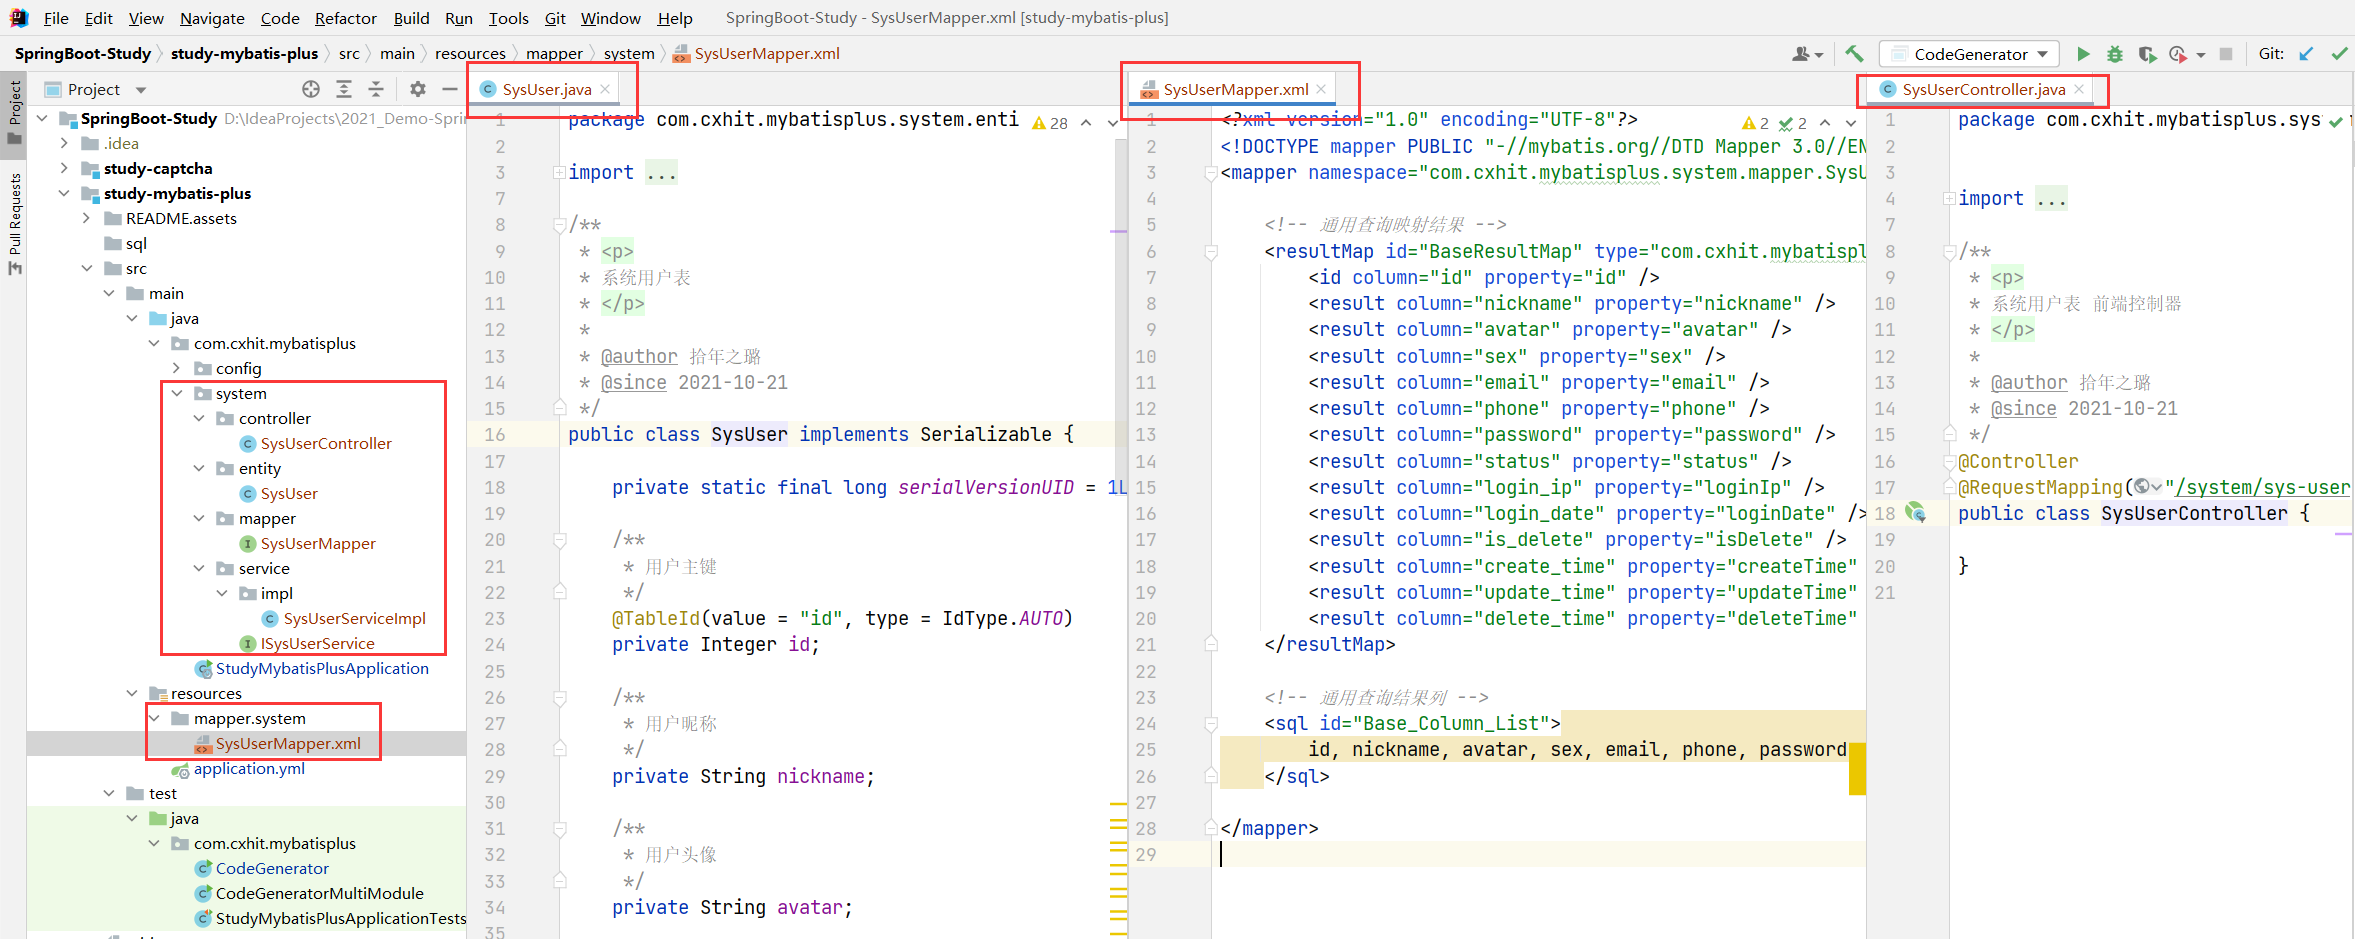 File Edit View Navigate Code Refactor Build Run Tools Git Window Help SpringBoot-Study - SysUserMapper.xml [study-mybatis-plus]
SpringBoot-Study study-mybatis-plus src main resources mapper system SysUserMapper.xml CodeGenerator Git:
Project
Pull Requests
Project
SpringBoot-Study D:\IdeaProjects\2021_Demo-Spri
.idea
study-captcha
study-mybatis-plus
README.assets
sql
src
main
java
com.cxhit.mybatisplus
config
system
controller
SysUserController
entity
SysUser
mapper
SysUserMapper
service
impl
SysUserServiceImpl
ISysUserService
StudyMybatisPlusApplication
resources
mapper.system
SysUserMapper.xml
application.yml
test
java
com.cxhit.mybatisplus
CodeGenerator
CodeGeneratorMultiModule
StudyMybatisPlusApplicationTests
SysUser.java
28
1 package com.cxhit.mybatisplus.system.enti
2
3 import ...
7
8 /**
9 * <p>
10 * 系统用户表
11 * </p>
12 *
13 * @author 拾年之璐
14 * @since 2021-10-21
15 */
16 public class SysUser implements Serializable {
17
18 private static final long serialVersionUID = 1L
19
20 /**
21 * 用户主键
22 */
23 @TableId(value = "id", type = IdType.AUTO)
24 private Integer id;
25
26 /**
27 * 用户昵称
28 */
29 private String nickname;
30
31 /**
32 * 用户头像
33 */
34 private String avatar;
35
SysUserMapper.xml
2 2
1 <?xml version="1.0" encoding="UTF-8"?>
2 <!DOCTYPE mapper PUBLIC "-//mybatis.org//DTD Mapper 3.0//EN
3 <mapper namespace="com.cxhit.mybatisplus.system.mapper.SysU
4
5 <!-- 通用查询映射结果 -->
6 <resultMap id="BaseResultMap" type="com.cxhit.mybatispl
7 <id column="id" property="id" />
8 <result column="nickname" property="nickname" />
9 <result column="avatar" property="avatar" />
10 <result column="sex" property="sex" />
11 <result column="email" property="email" />
12 <result column="phone" property="phone" />
13 <result column="password" property="password" />
14 <result column="status" property="status" />
15 <result column="login_ip" property="loginIp" />
16 <result column="login_date" property="loginDate" />
17 <result column="is_delete" property="isDelete" />
18 <result column="create_time" property="createTime"
19 <result column="update_time" property="updateTime"
20 <result column="delete_time" property="deleteTime"
21 </resultMap>
22
23 <!-- 通用查询结果列 -->
24 <sql id="Base_Column_List">
25 id, nickname, avatar, sex, email, phone, password
26 </sql>
27
28 </mapper>
29
SysUserController.java
1 package com.cxhit.mybatisplus.sys
2
3
4 import ...
7
8 /**
9 * <p>
10 * 系统用户表 前端控制器
11 * </p>
12 *
13 * @author 拾年之璐
14 * @since 2021-10-21
15 */
16 @Controller
17 @RequestMapping("/system/sys-user
18 public class SysUserController {
19
20 }
21